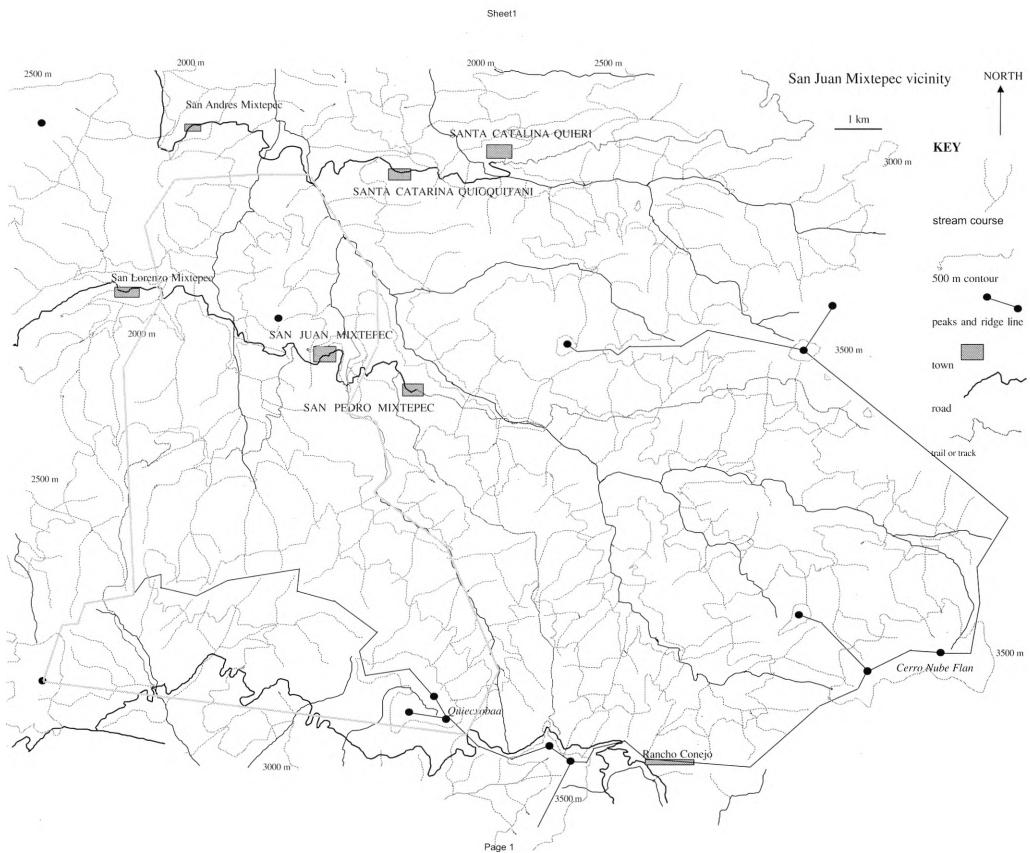 Sheet1
2000 m
2000 m
2500 m
2500 m
San Juan Mixtepec vicinity
NORTH
San Andres Mixtepec
1 km
SANTA CATALINA QUIERI
KEY
3000 m
SANTA CATARINA QUIOQUITANI
stream course
San Lorenzo Mixtepec
500 m contour
peaks and ridge line
2000 m
SAN JUAN MIXTEPEC
3500 m
town
SAN PEDRO MIXTEPEC
road
trail or track
2500 m
3500 m
Cerro Nube Flan
Quiecxobaa
Rancho Conejo
3000 m
3500 m
Page 1